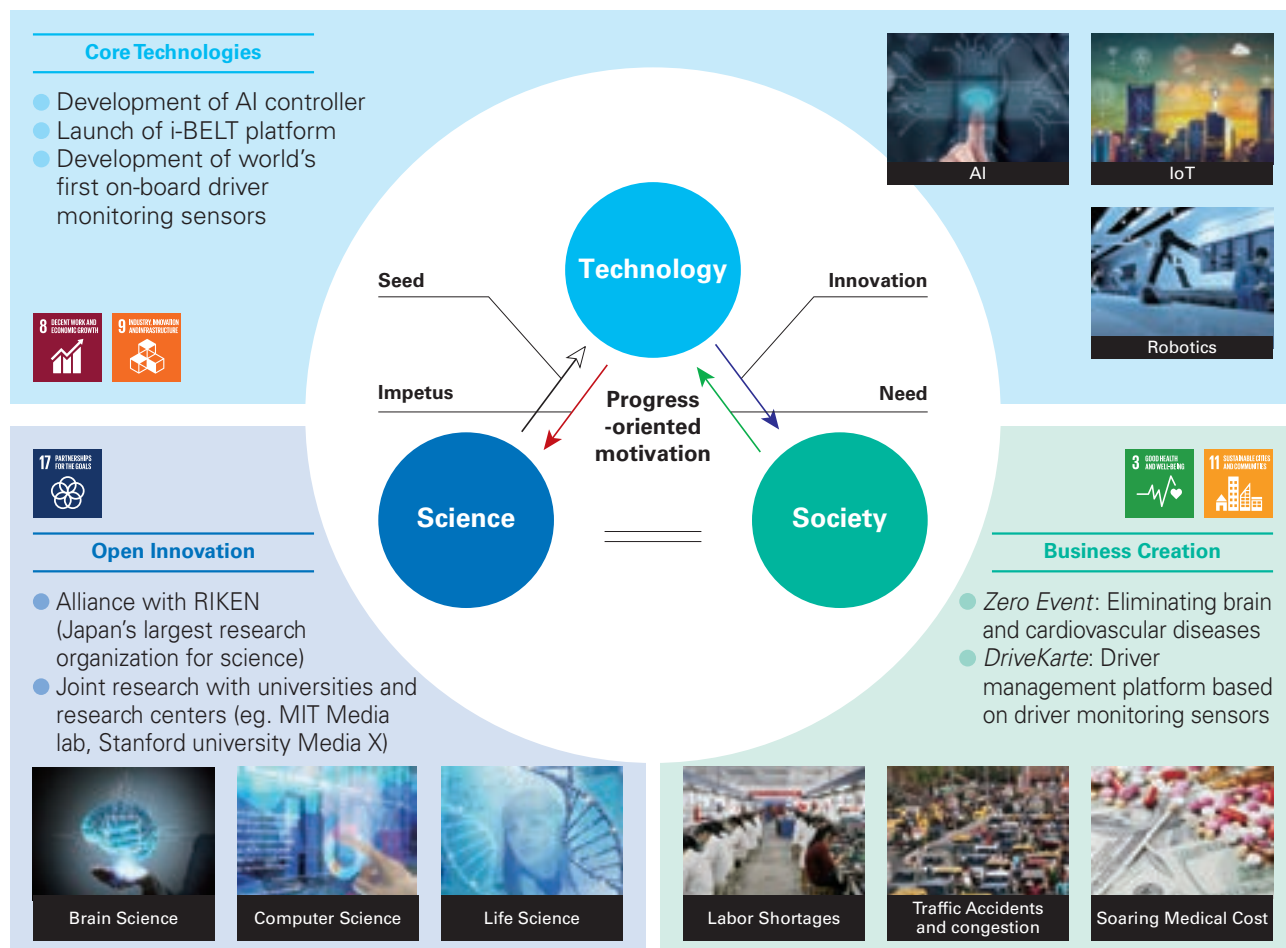 Core Technologies
Development of AI controller
Launch of i-BELT platform
Development of world's
first on-board driver
monitoring sensors
8 DECENT WORK AND
ECONOMIC GROWTH
9 INDUSTRY, INNOVATION
AND INFRASTRUCTURE
AI
IoT
Robotics
Technology
Seed
Innovation
Impetus
Need
Progress
-oriented
motivation
Science
Society
17 PARTNERSHIPS
FOR THE GOALS
Open Innovation
Alliance with RIKEN
(Japan's largest research
organization for science)
Joint research with universities and
research centers (eg. MIT Media
lab, Stanford university Media X)
Brain Science
Computer Science
Life Science
3 GOOD HEALTH
AND WELL-BEING
11 SUSTAINABLE CITIES
AND COMMUNITIES
Business Creation
Zero Event: Eliminating brain
and cardiovascular diseases
DriveKarte: Driver
management platform based
on driver monitoring sensors
Labor Shortages
Traffic Accidents
and congestion
Soaring Medical Cost